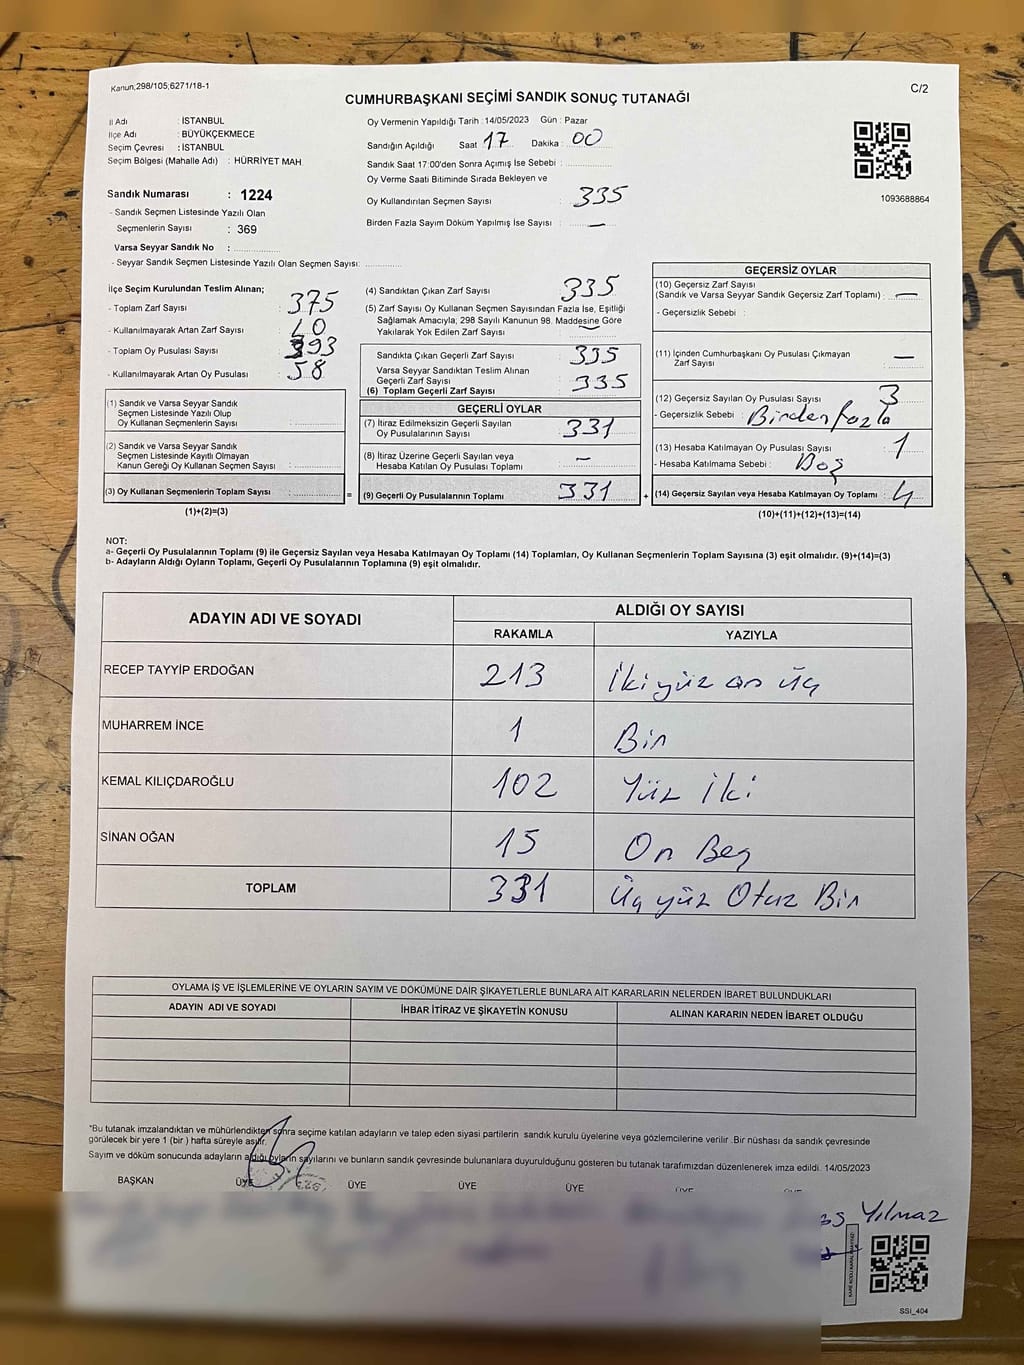 Kanun;298/105;6271/18-1
C/2
CUMHURBAŞKANI SEÇİMİ SANDIK SONUÇ TUTANAĞI
İl Adı : İSTANBUL
İlçe Adı : BÜYÜKÇEKMECE
Seçim Çevresi : İSTANBUL
Seçim Bölgesi (Mahalle Adı) : HÜRRİYET MAH.
Sandık Numarası : 1224
- Sandık Seçmen Listesinde Yazılı Olan
Seçmenlerin Sayısı : 369
Varsa Seyyar Sandık No :
- Seyyar Sandık Seçmen Listesinde Yazılı Olan Seçmen Sayısı:
Oy Vermenin Yapıldığı Tarih : 14/05/2023 Gün : Pazar
Sandığın Açıldığı Saat 17 Dakika : 00
Sandık Saat 17:00'den Sonra Açımış İse Sebebi :
Oy Verme Saati Bitiminde Sırada Bekleyen ve
Oy Kullandırılan Seçmen Sayısı : 335
Birden Fazla Sayım Döküm Yapılmış İse Sayısı : —
1093688864
İlçe Seçim Kurulundan Teslim Alınan;
- Toplam Zarf Sayısı : 375
- Kullanılmayarak Artan Zarf Sayısı : 40
- Toplam Oy Pusulası Sayısı : 393
- Kullanılmayarak Artan Oy Pusulası : 58
(1) Sandık ve Varsa Seyyar Sandık
Seçmen Listesinde Yazılı Olup
Oy Kullanan Seçmenlerin Sayısı :
(2) Sandık ve Varsa Seyyar Sandık
Seçmen Listesinde Kayıtlı Olmayan
Kanun Gereği Oy Kullanan Seçmen Sayısı :
(3) Oy Kullanan Seçmenlerin Toplam Sayısı :
(1)+(2)=(3)
=
(4) Sandıktan Çıkan Zarf Sayısı : 335
(5) Zarf Sayısı Oy Kullanan Seçmen Sayısından Fazla İse, Eşitliği
Sağlamak Amacıyla; 298 Sayılı Kanunun 98. Maddesine Göre
Yakılarak Yok Edilen Zarf Sayısı : —
Sandıkta Çıkan Geçerli Zarf Sayısı : 335
Varsa Seyyar Sandıktan Teslim Alınan
Geçerli Zarf Sayısı :
(6) Toplam Geçerli Zarf Sayısı : 335
GEÇERLİ OYLAR
(7) İtiraz Edilmeksizin Geçerli Sayılan
Oy Pusulalarının Sayısı : 331
(8) İtiraz Üzerine Geçerli Sayılan veya
Hesaba Katılan Oy Pusulası Toplamı : —
(9) Geçerli Oy Pusulalarının Toplamı : 331
+
GEÇERSİZ OYLAR
(10) Geçersiz Zarf Sayısı
(Sandık ve Varsa Seyyar Sandık Geçersiz Zarf Toplamı) : —
- Geçersizlik Sebebi :
(11) İçinden Cumhurbaşkanı Oy Pusulası Çıkmayan
Zarf Sayısı : —
(12) Geçersiz Sayılan Oy Pusulası Sayısı : 3
- Geçersizlik Sebebi : Birden fazla
(13) Hesaba Katılmayan Oy Pusulası Sayısı : 1
- Hesaba Katılmama Sebebi : Boş
(14) Geçersiz Sayılan veya Hesaba Katılmayan Oy Toplamı : 4
(10)+(11)+(12)+(13)=(14)
NOT:
a- Geçerli Oy Pusulalarının Toplamı (9) ile Geçersiz Sayılan veya Hesaba Katılmayan Oy Toplamı (14) Toplamları, Oy Kullanan Seçmenlerin Toplam Sayısına (3) eşit olmalıdır. (9)+(14)=(3)
b- Adayların Aldığı Oyların Toplamı, Geçerli Oy Pusulalarının Toplamına (9) eşit olmalıdır.
ADAYIN ADI VE SOYADI
ALDIĞI OY SAYISI
RAKAMLA YAZIYLA
RECEP TAYYİP ERDOĞAN 213 İki yüz on üç
MUHARREM İNCE 1 Bir
KEMAL KILIÇDAROĞLU 102 Yüz İki
SİNAN OĞAN 15 On Beş
TOPLAM 331 Üç yüz Otuz Bir
OYLAMA İŞ VE İŞLEMLERİNE VE OYLARIN SAYIM VE DÖKÜMÜNE DAİR ŞİKAYETLERLE BUNLARA AİT KARARLARIN NELERDEN İBARET BULUNDUKLARI
ADAYIN ADI VE SOYADI İHBAR İTİRAZ VE ŞİKAYETİN KONUSU ALINAN KARARIN NEDEN İBARET OLDUĞU
*Bu tutanak imzalandıktan ve mühürlendikten sonra seçime katılan adayların ve talep eden siyasi partilerin sandık kurulu üyelerine veya gözlemcilerine verilir .Bir nüshası da sandık çevresinde
görülecek bir yere 1 (bir ) hafta süreyle asılır.
Sayım ve döküm sonucunda adayların aldığı oyların sayılarını ve bunların sandık çevresinde bulunanlara duyurulduğunu gösteren bu tutanak tarafımızdan düzenlenerek imza edildi. 14/05/2023
BAŞKAN ÜYE ÜYE ÜYE ÜYE ÜYE
Yılmaz
SSİ_404